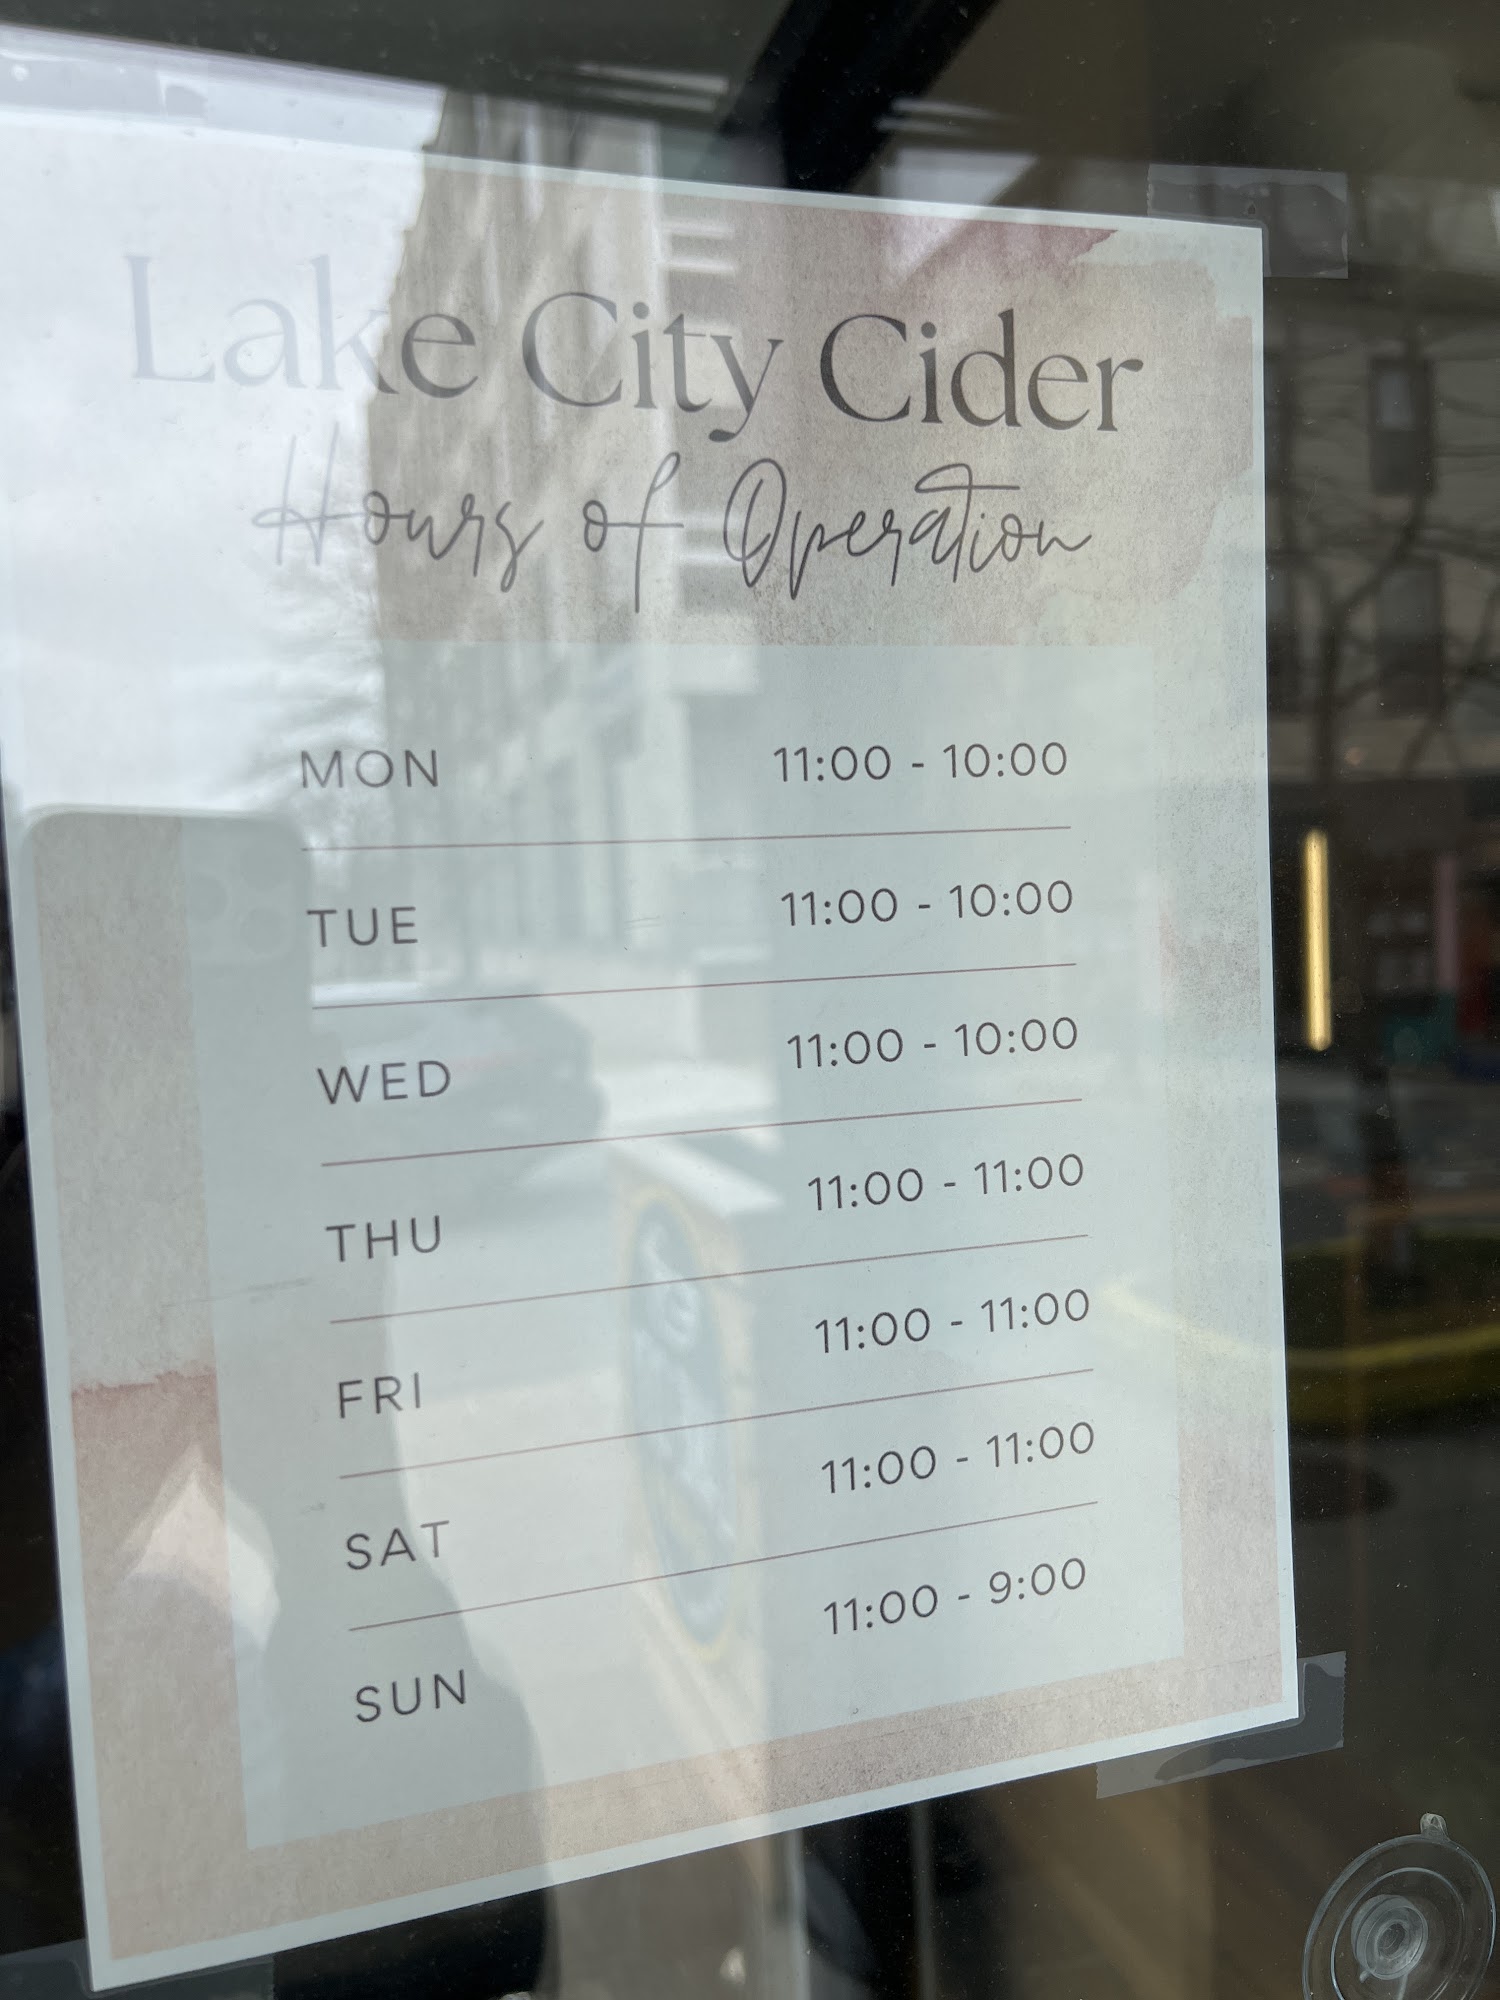 Lake City Cider
Hours of Operation
MON 11:00 - 10:00
TUE 11:00 - 10:00
WED 11:00 - 10:00
THU 11:00 - 11:00
FRI 11:00 - 11:00
SAT 11:00 - 11:00
SUN 11:00 - 9:00